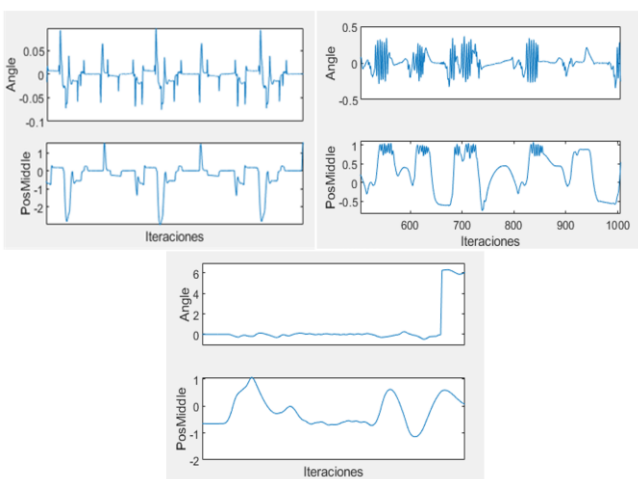 0.05
0
-0.05
-0.1
Angle
1
0
-1
-2
PosMiddle
Iteraciones
0.5
0
-0.5
Angle
1
0.5
0
-0.5
PosMiddle
600 700 800 900 1000
Iteraciones
6
4
2
0
Angle
1
0
-1
-2
PosMiddle
Iteraciones